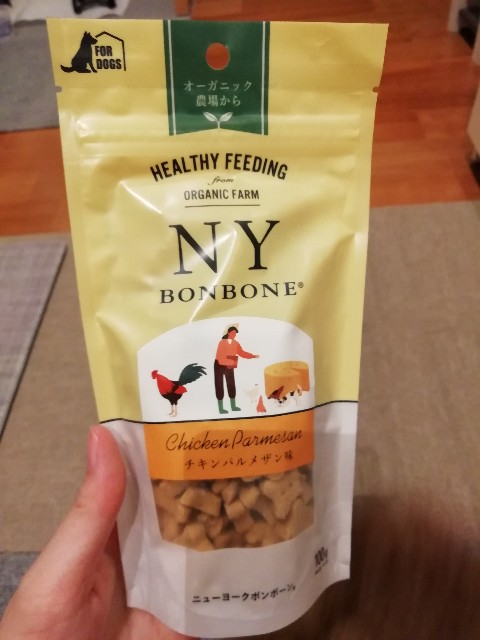 FOR
DOGS
オーガニック
農場から
HEALTHY FEEDING
from
ORGANIC FARM
NY
BONBONE®
Chicken Parmesan
チキンパルメザン味
100g
ニューヨークボンボーン®